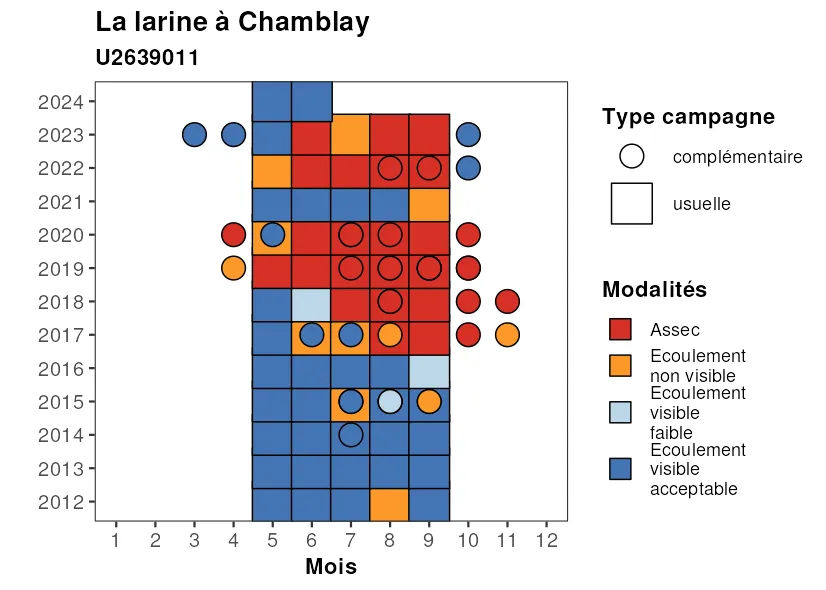 La larine à Chamblay
U2639011
2024
2023
2022
2021
2020
2019
2018
2017
2016
2015
2014
2013
2012
1 2 3 4 5 6 7 8 9 10 11 12
Mois
Type campagne
complémentaire
usuelle
Modalités
Assec
Ecoulement
non visible
Ecoulement
visible
faible
Ecoulement
visible
acceptable